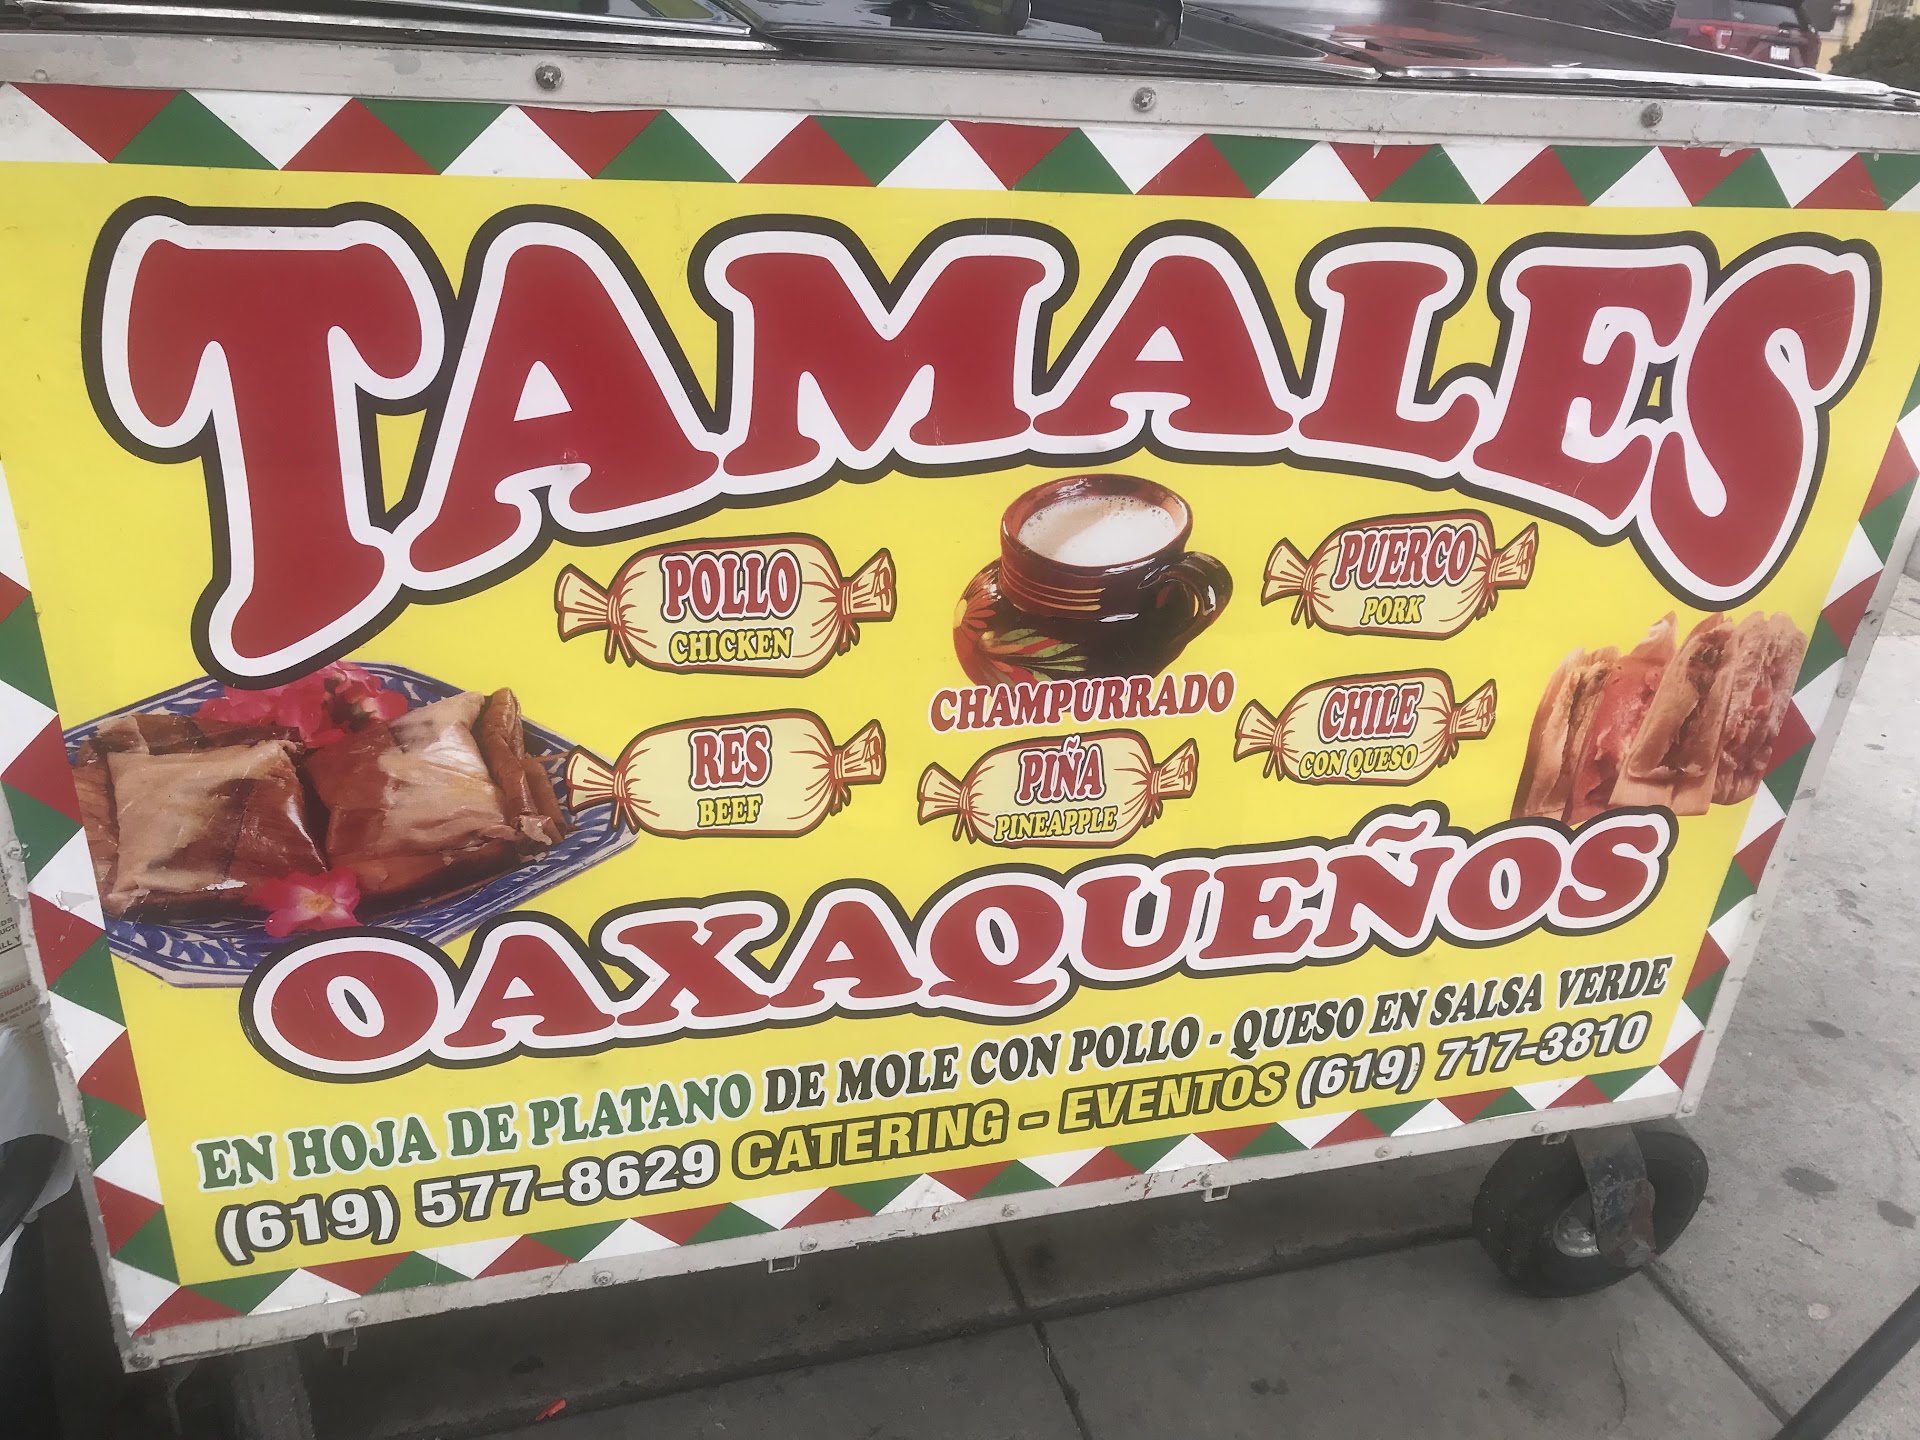 TAMALES
POLLO
CHICKEN
PUERCO
PORK
CHAMPURRADO
RES
BEEF
PIÑA
PINEAPPLE
CHILE
CON QUESO
OAXAQUEÑOS
EN HOJA DE PLATANO DE MOLE CON POLLO - QUESO EN SALSA VERDE
(619) 577-8629 CATERING - EVENTOS (619) 717-3810